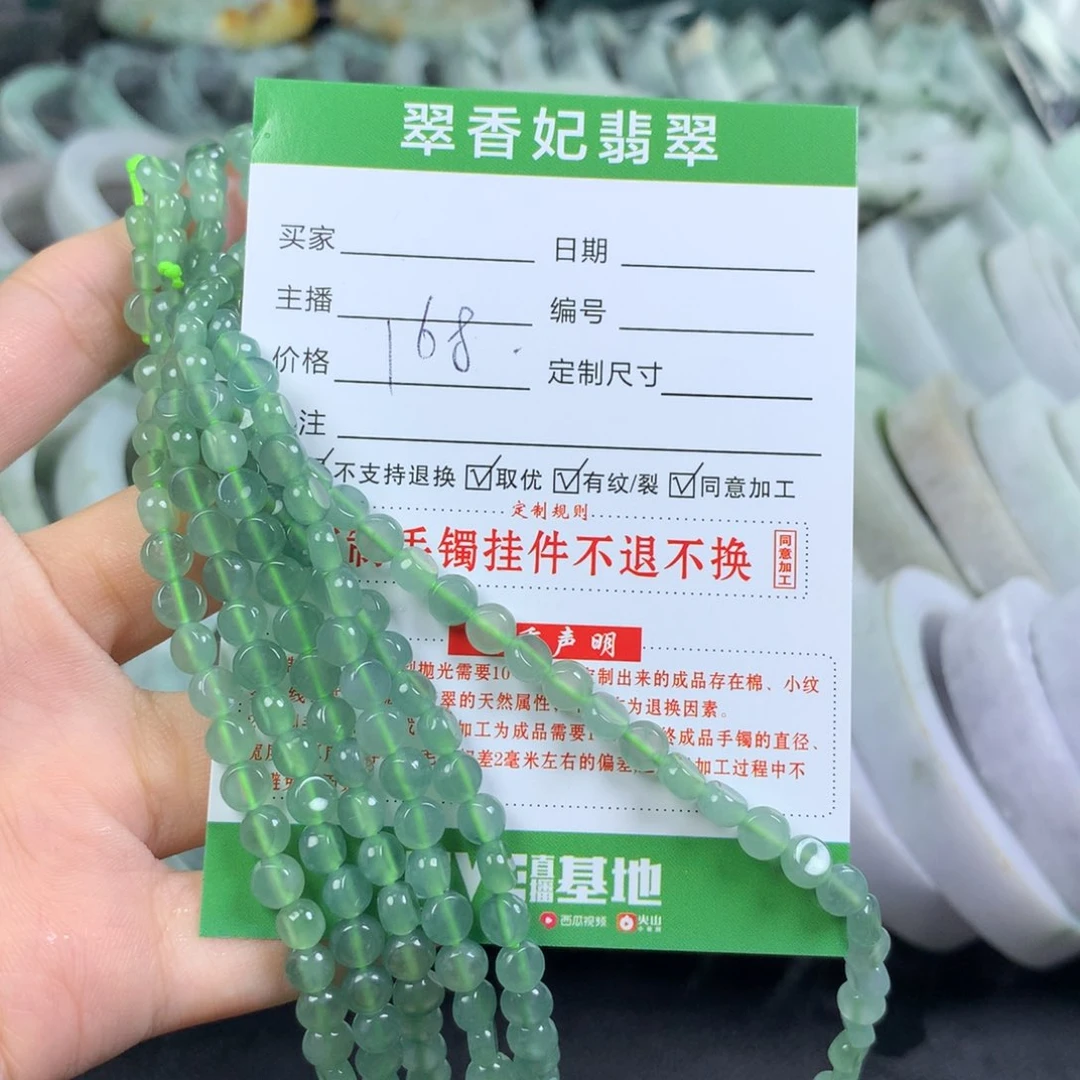 翠香妃翡翠
买家 日期
主播 编号
价格 168. 定制尺寸
注
不支持退换 ☑取优 ☑有纹/裂 ☑同意加工
定制规则
手镯挂件不退不换 同意加工
声明
抛光需要10 制出来的成品存在棉、小纹
翠的天然属性, 为退换因素。
加工为成品需要 终成品手镯的直径、
差2毫米左右的偏差 加工过程中不
直播基地
西瓜视频 火山小视频